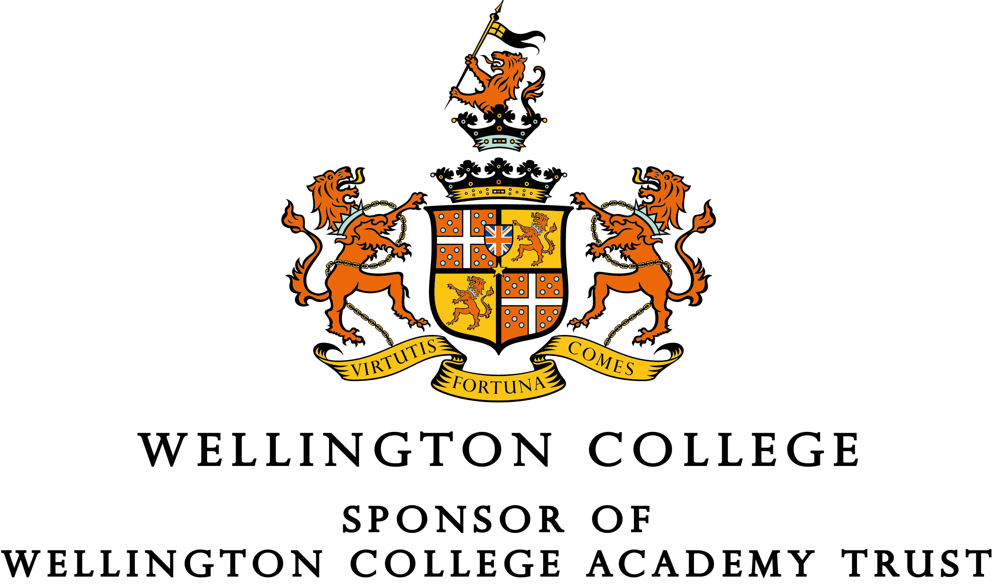 VIRTUTIS
FORTUNA
COMES
WELLINGTON COLLEGE
SPONSOR OF
WELLINGTON COLLEGE ACADEMY TRUST